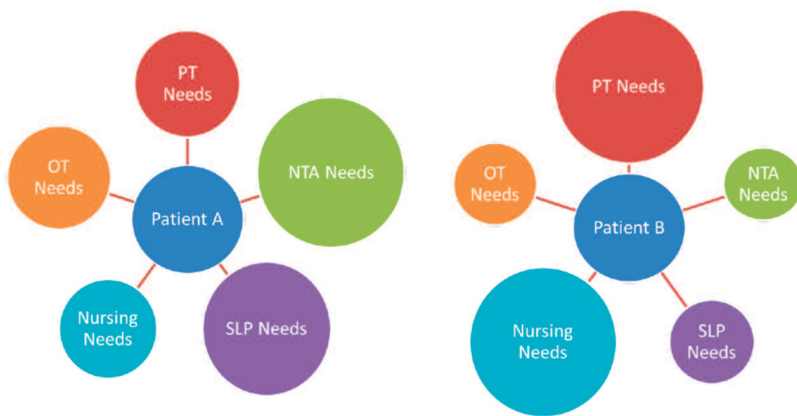 PT
Needs
OT
Needs
NTA Needs
Patient A
Nursing
Needs
SLP Needs
PT Needs
OT
Needs
NTA
Needs
Patient B
Nursing
Needs
SLP
Needs